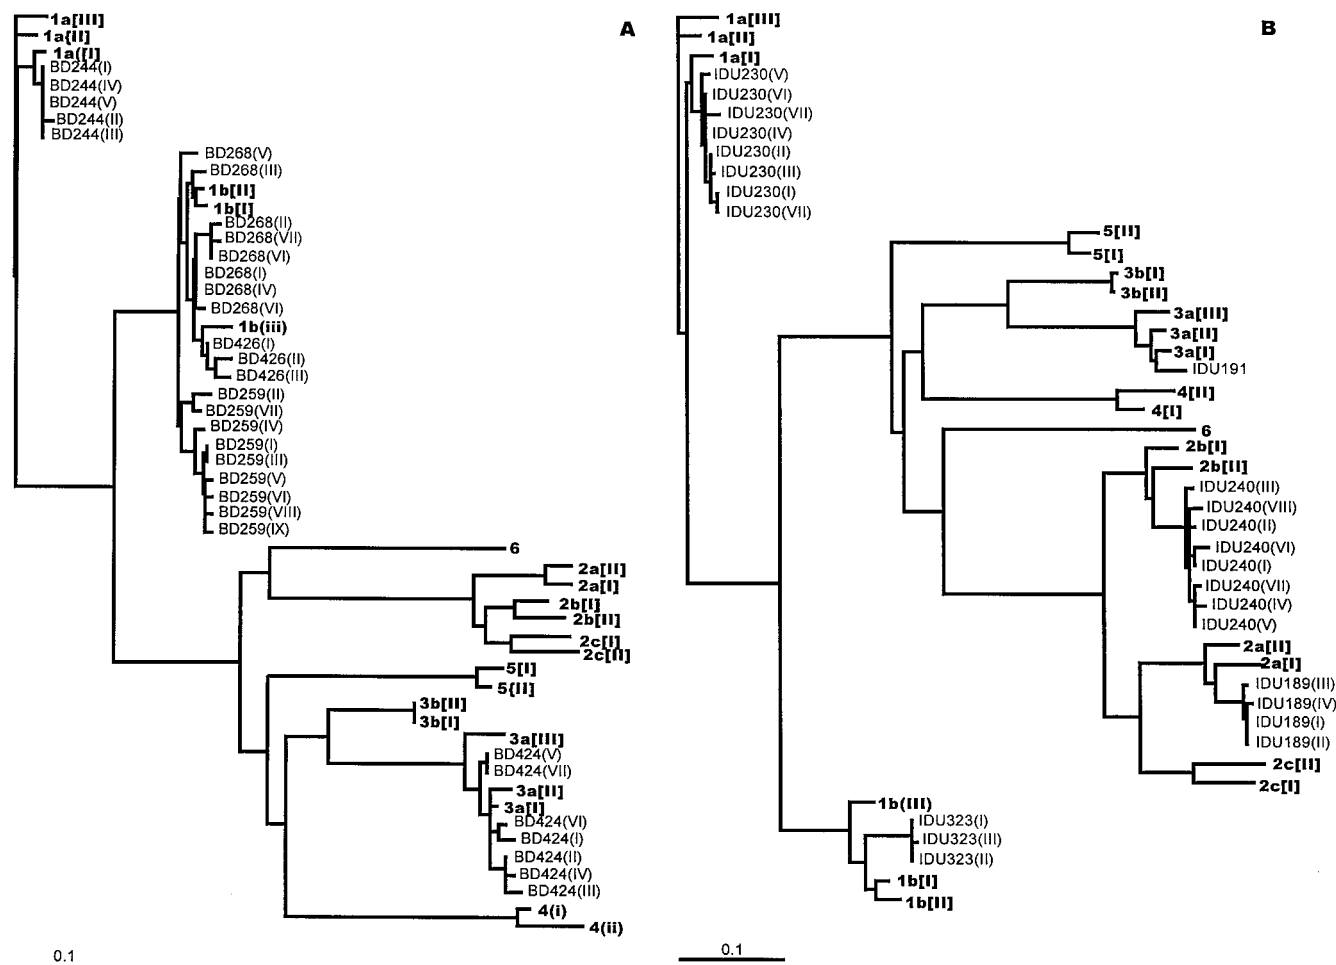 A
1a[III]
1a{II]
1a([I]
BD244(I)
BD244(IV)
BD244(V)
BD244(II)
BD244(III)
BD268(V)
BD268(III)
1b[II]
1b[I]
BD268(II)
BD268(VII)
BD268(VI)
BD268(I)
BD268(IV)
BD268(VI)
1b(iii)
BD426(I)
BD426(II)
BD426(III)
BD259(II)
BD259(VII)
BD259(IV)
BD259(I)
BD259(III)
BD259(V)
BD259(VI)
BD259(VIII)
BD259(IX)
6
2a[II]
2a[I]
2b[I]
2b[II]
2c[I]
2c[II]
5[I]
5{II]
3b[II]
3b[I]
3a[III]
BD424(V)
BD424(VII)
3a[II]
3a[I]
BD424(VI)
BD424(I)
BD424(II)
BD424(IV)
BD424(III)
4(i)
4(ii)
0.1
B
1a[III]
1a[II]
1a[I]
IDU230(V)
IDU230(VI)
IDU230(VII)
IDU230(IV)
IDU230(II)
IDU230(III)
IDU230(I)
IDU230(VII)
5[II]
5[I]
3b[I]
3b[II]
3a[III]
3a[II]
3a[I]
IDU191
4[II]
4[I]
6
2b[I]
2b[II]
IDU240(III)
IDU240(VIII)
IDU240(II)
IDU240(VI)
IDU240(I)
IDU240(VII)
IDU240(IV)
IDU240(V)
2a[II]
2a[I]
IDU189(III)
IDU189(IV)
IDU189(I)
IDU189(II)
2c[II]
2c[I]
1b(III)
IDU323(I)
IDU323(III)
IDU323(II)
1b[I]
1b[II]
0.1